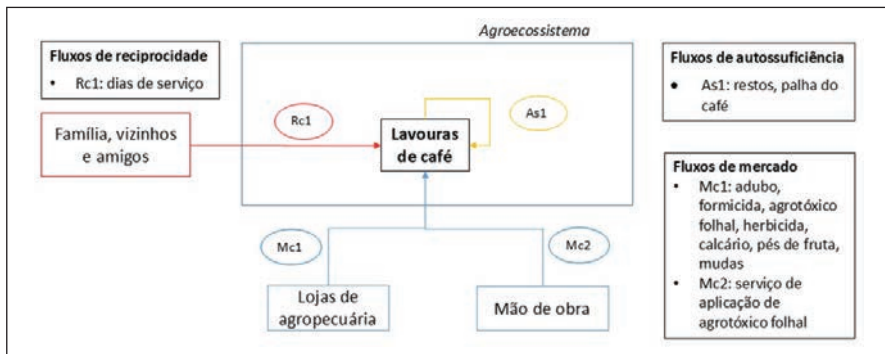 Agroecossistema
Fluxos de reciprocidade
• Rc1: dias de serviço
Família, vizinhos
e amigos
Rc1
As1
Lavouras
de café
Fluxos de autossuficiência
• As1: restos, palha do
café
Mc1
Mc2
Lojas de
agropecuária
Mão de obra
Fluxos de mercado
• Mc1: adubo,
formicida, agrotóxico
folhal, herbicida,
calcário, pés de fruta,
mudas
• Mc2: serviço de
aplicação de
agrotóxico folhal